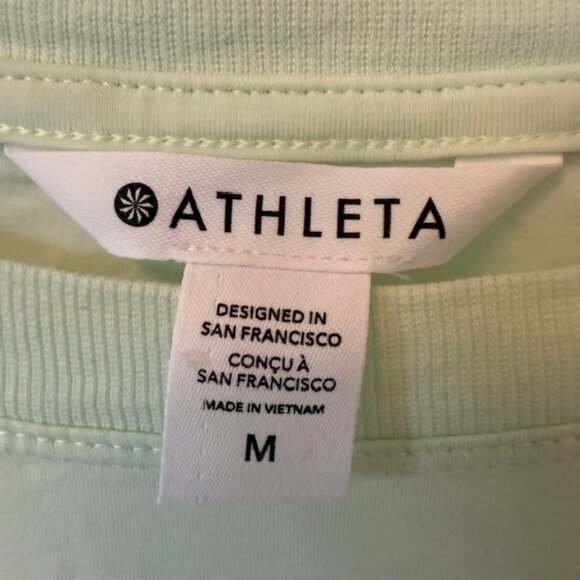 ATHLETA
DESIGNED IN
SAN FRANCISCO
CONÇU À
SAN FRANCISCO
MADE IN VIETNAM
M